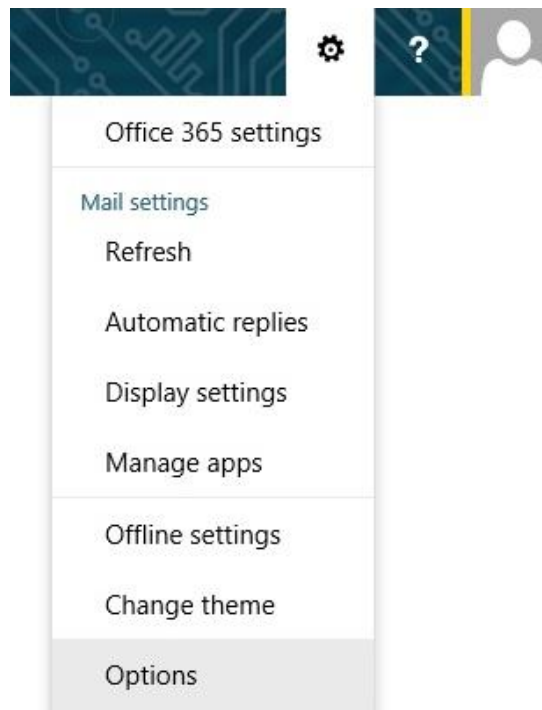 ?
Office 365 settings
Mail settings
Refresh
Automatic replies
Display settings
Manage apps
Offline settings
Change theme
Options